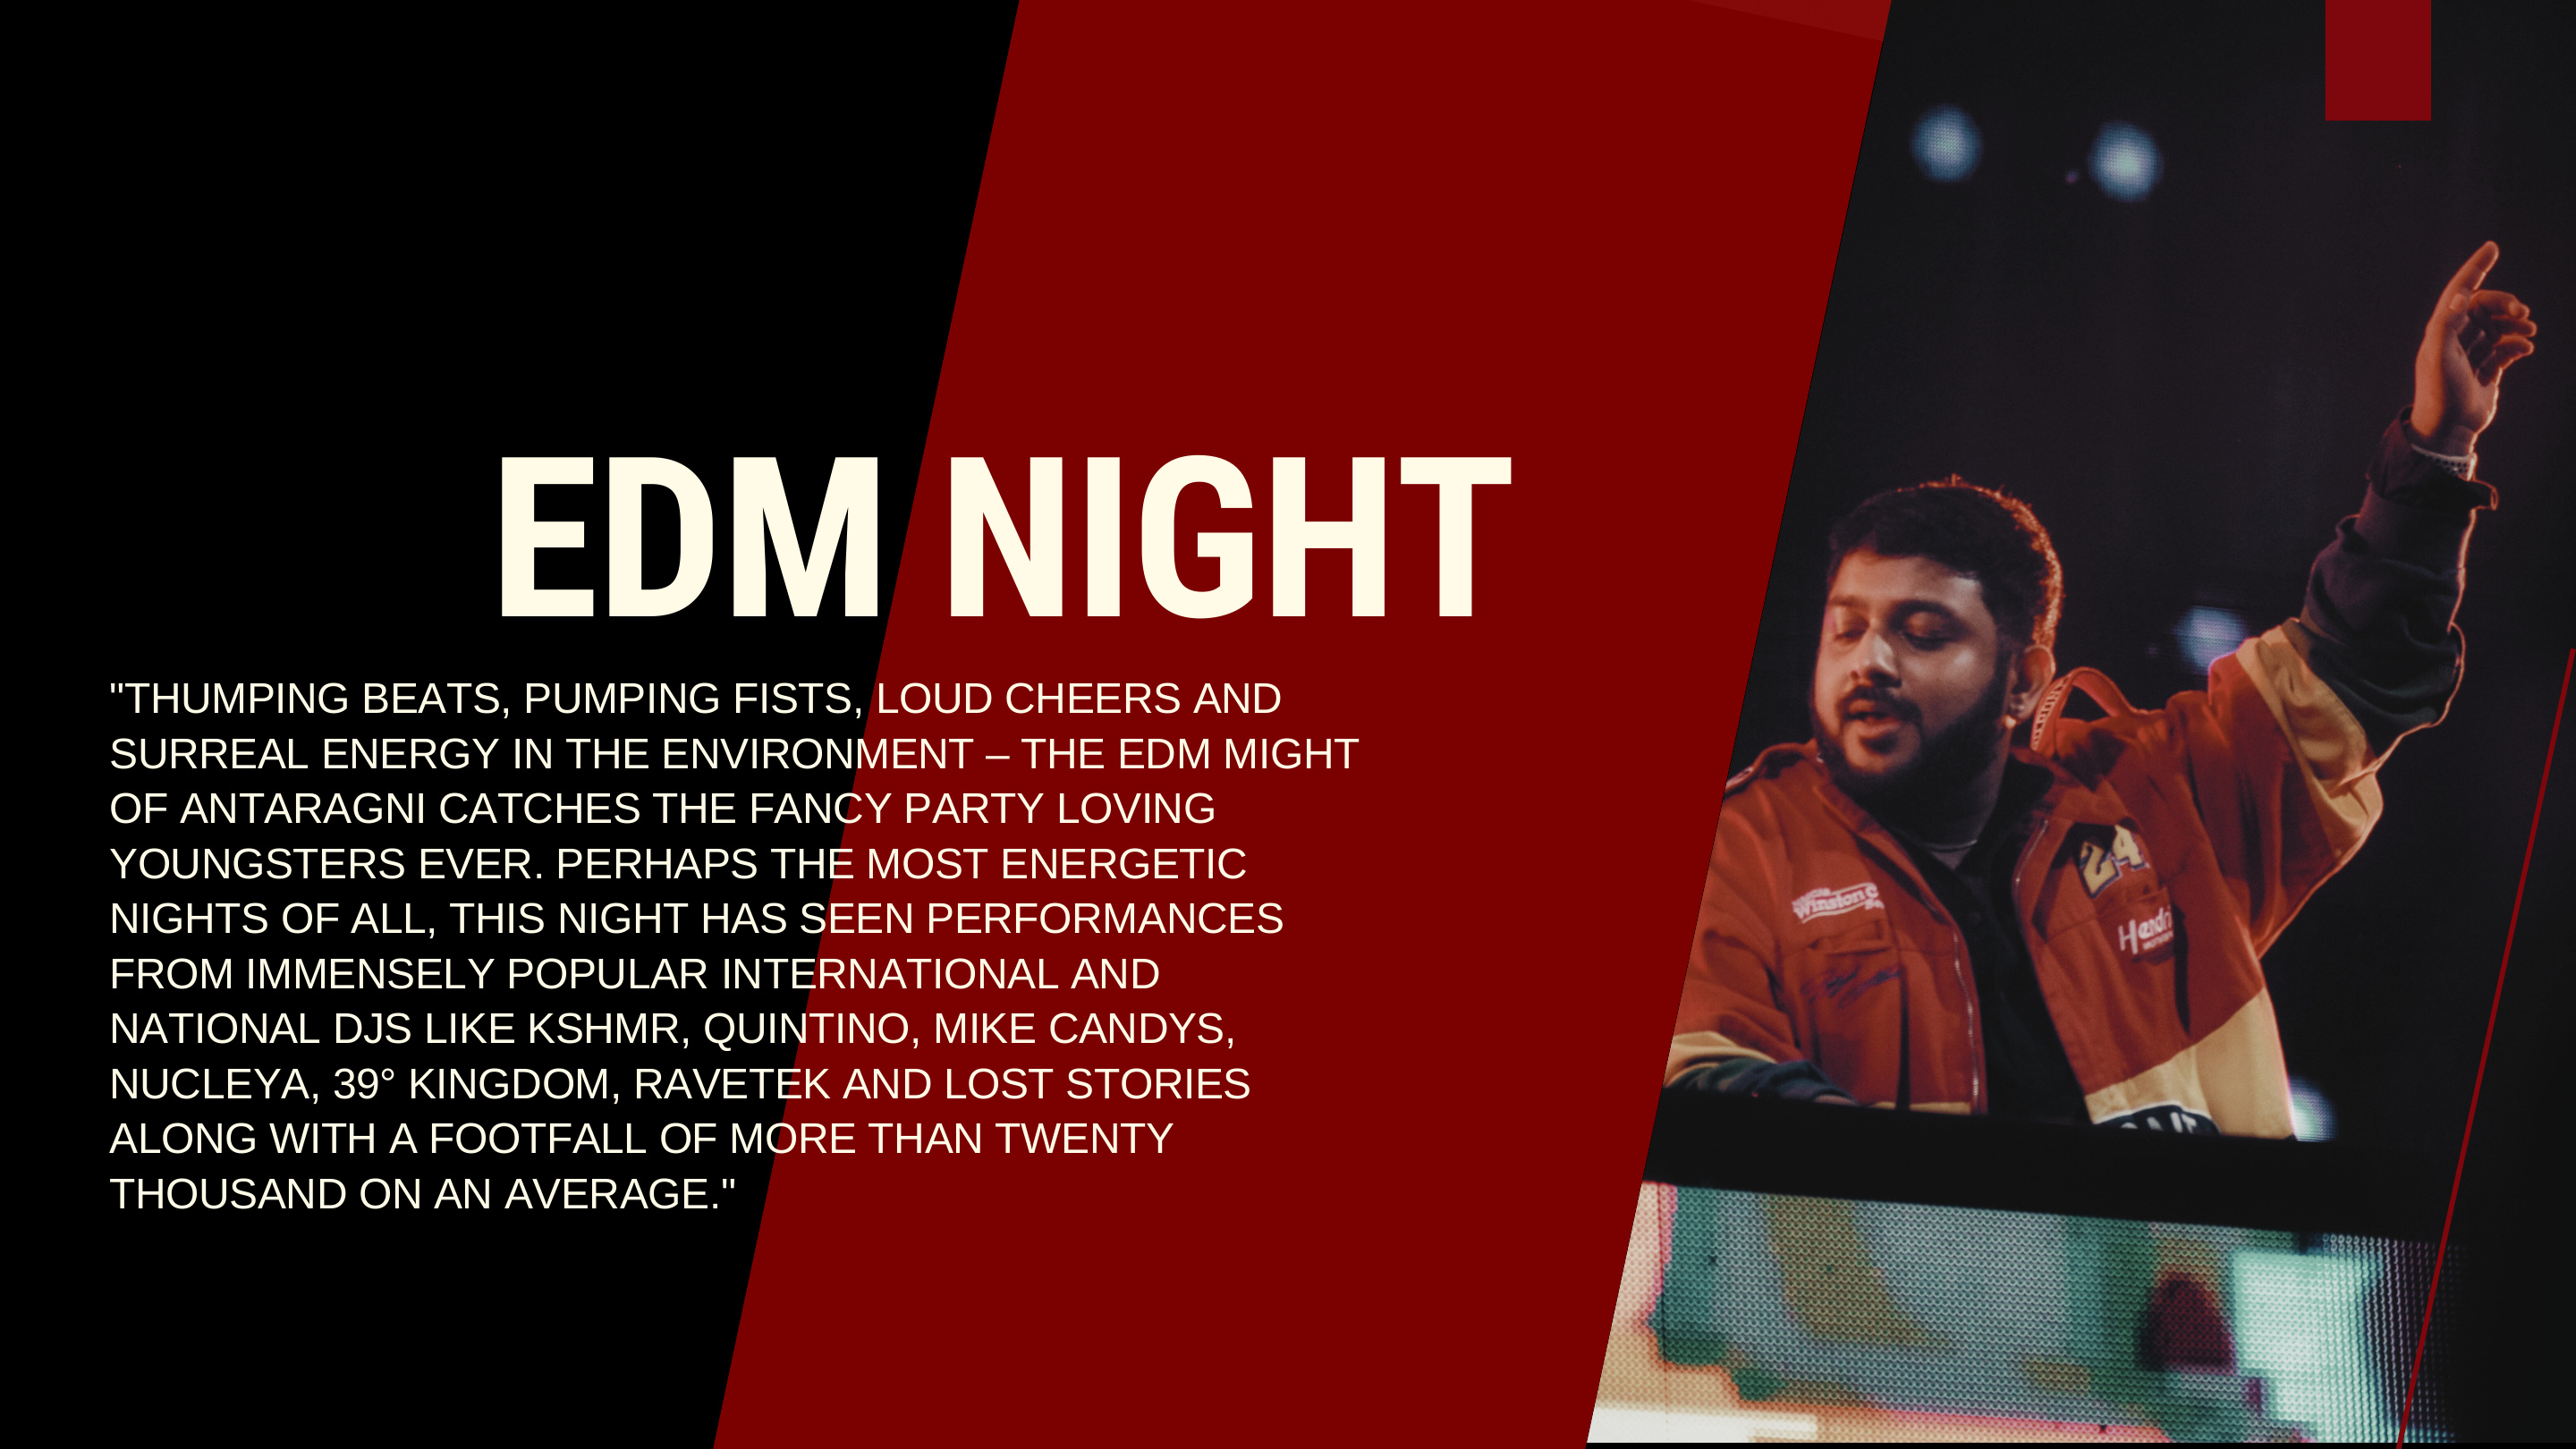 EDM NIGHT
"THUMPING BEATS, PUMPING FISTS, LOUD CHEERS AND
SURREAL ENERGY IN THE ENVIRONMENT – THE EDM MIGHT
OF ANTARAGNI CATCHES THE FANCY PARTY LOVING
YOUNGSTERS EVER. PERHAPS THE MOST ENERGETIC
NIGHTS OF ALL, THIS NIGHT HAS SEEN PERFORMANCES
FROM IMMENSELY POPULAR INTERNATIONAL AND
NATIONAL DJS LIKE KSHMR, QUINTINO, MIKE CANDYS,
NUCLEYA, 39° KINGDOM, RAVETEK AND LOST STORIES
ALONG WITH A FOOTFALL OF MORE THAN TWENTY
THOUSAND ON AN AVERAGE."
24
Winston